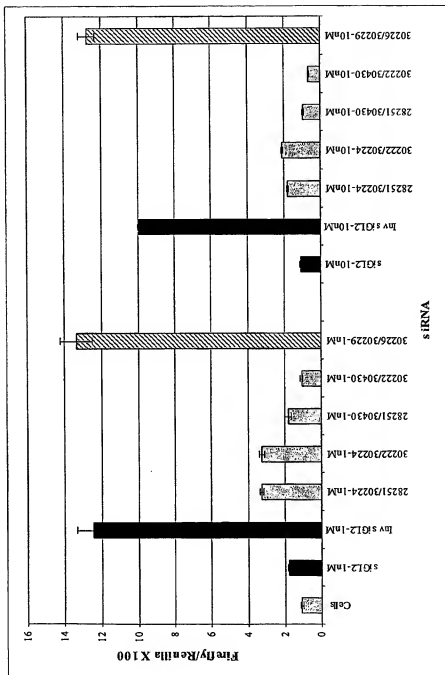 Firefly/Renilla X 100
16
14
12
10
8
6
4
2
0
Cells
siGL2-1nM
Inv siGL2-1nM
28251/30224-1nM
30222/30224-1nM
28251/30430-1nM
30222/30430-1nM
30226/30229-1nM
siGL2-10nM
Inv siGL2-10nM
28251/30224-10nM
30222/30224-10nM
28251/30430-10nM
30222/30430-10nM
30226/30229-10nM
siRNA